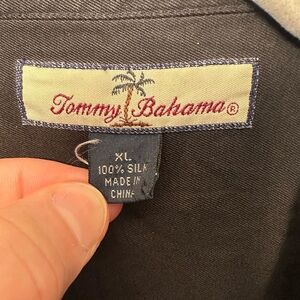 Tommy Bahama®
XL
100% SILK
MADE IN
CHINA